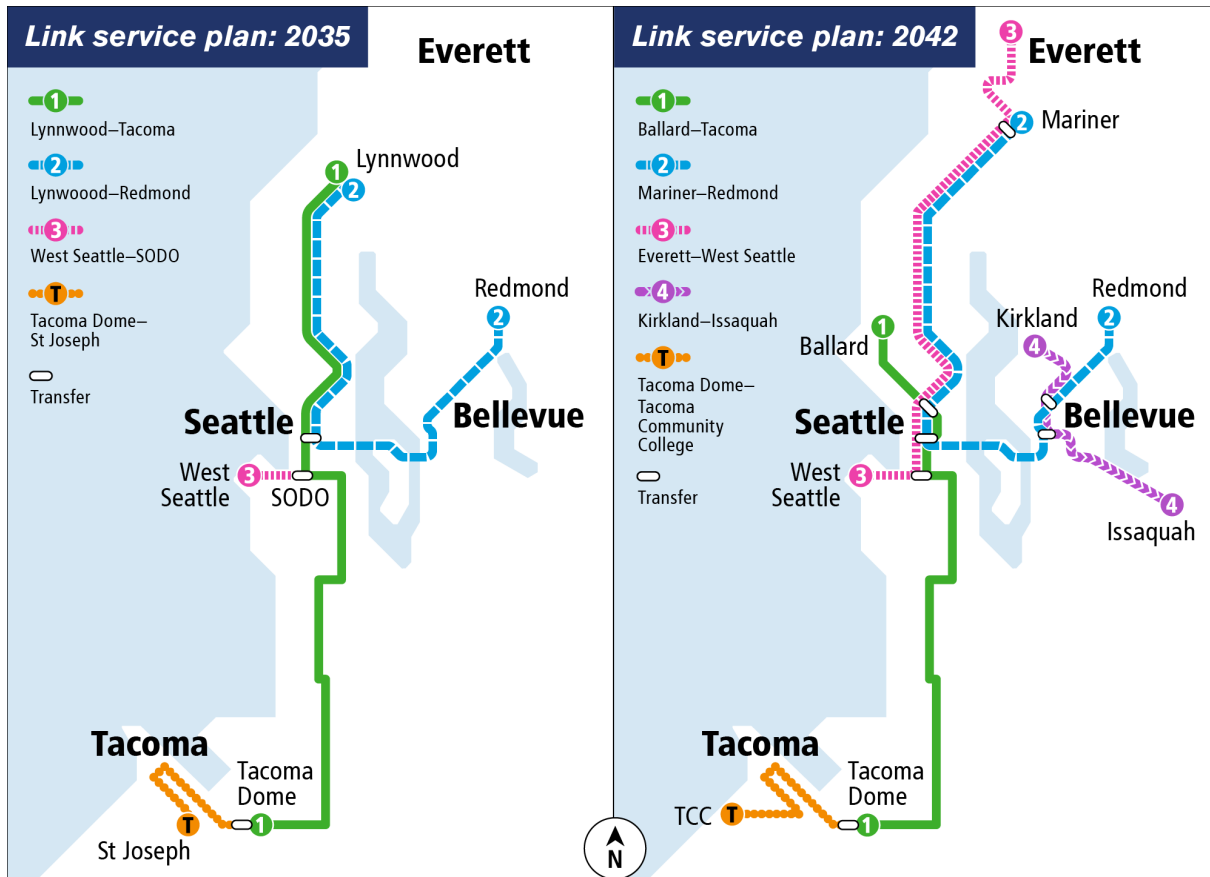 Link service plan: 2035
Everett
1
Lynnwood–Tacoma
2
Lynwoood–Redmond
3
West Seattle–SODO
T
Tacoma Dome–
St Joseph
Transfer
Lynnwood
1
2
Redmond
2
Seattle
Bellevue
West
Seattle
3
SODO
Tacoma
Tacoma
Dome
T
1
St Joseph
N
Link service plan: 2042
3
Everett
1
Ballard–Tacoma
2
Mariner–Redmond
3
Everett–West Seattle
4
Kirkland–Issaquah
T
Tacoma Dome–
Tacoma
Community
College
Transfer
2
Mariner
Redmond
2
Kirkland
4
1
Ballard
Seattle
Bellevue
West
Seattle
3
4
Issaquah
Tacoma
Tacoma
Dome
TCC
T
1